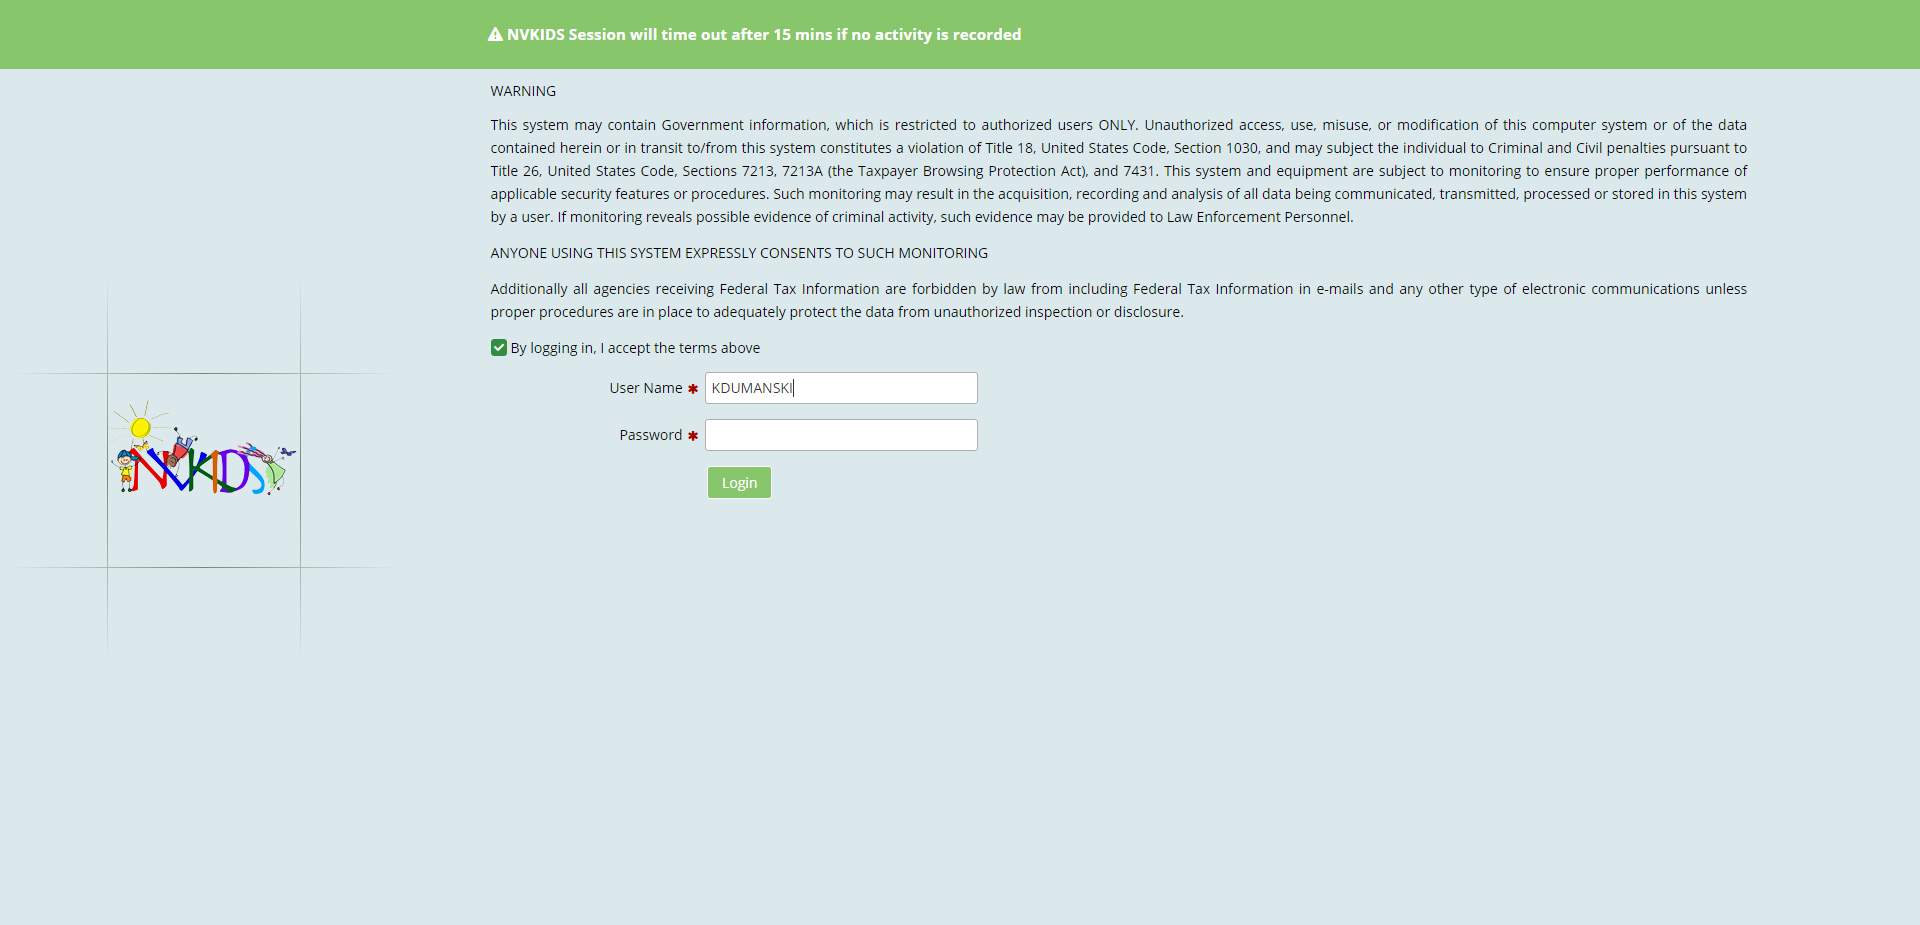 NVKIDS Session will time out after 15 mins if no activity is recorded
WARNING
This system may contain Government information, which is restricted to authorized users ONLY. Unauthorized access, use, misuse, or modification of this computer system or of the data
contained herein or in transit to/from this system constitutes a violation of Title 18, United States Code, Section 1030, and may subject the individual to Criminal and Civil penalties pursuant to
Title 26, United States Code, Sections 7213, 7213A (the Taxpayer Browsing Protection Act), and 7431. This system and equipment are subject to monitoring to ensure proper performance of
applicable security features or procedures. Such monitoring may result in the acquisition, recording and analysis of all data being communicated, transmitted, processed or stored in this system
by a user. If monitoring reveals possible evidence of criminal activity, such evidence may be provided to Law Enforcement Personnel.
ANYONE USING THIS SYSTEM EXPRESSLY CONSENTS TO SUCH MONITORING
Additionally all agencies receiving Federal Tax Information are forbidden by law from including Federal Tax Information in e-mails and any other type of electronic communications unless
proper procedures are in place to adequately protect the data from unauthorized inspection or disclosure.
By logging in, I accept the terms above
User Name ✱ KDUMANSKI
Password ✱
Login
NVKIDS